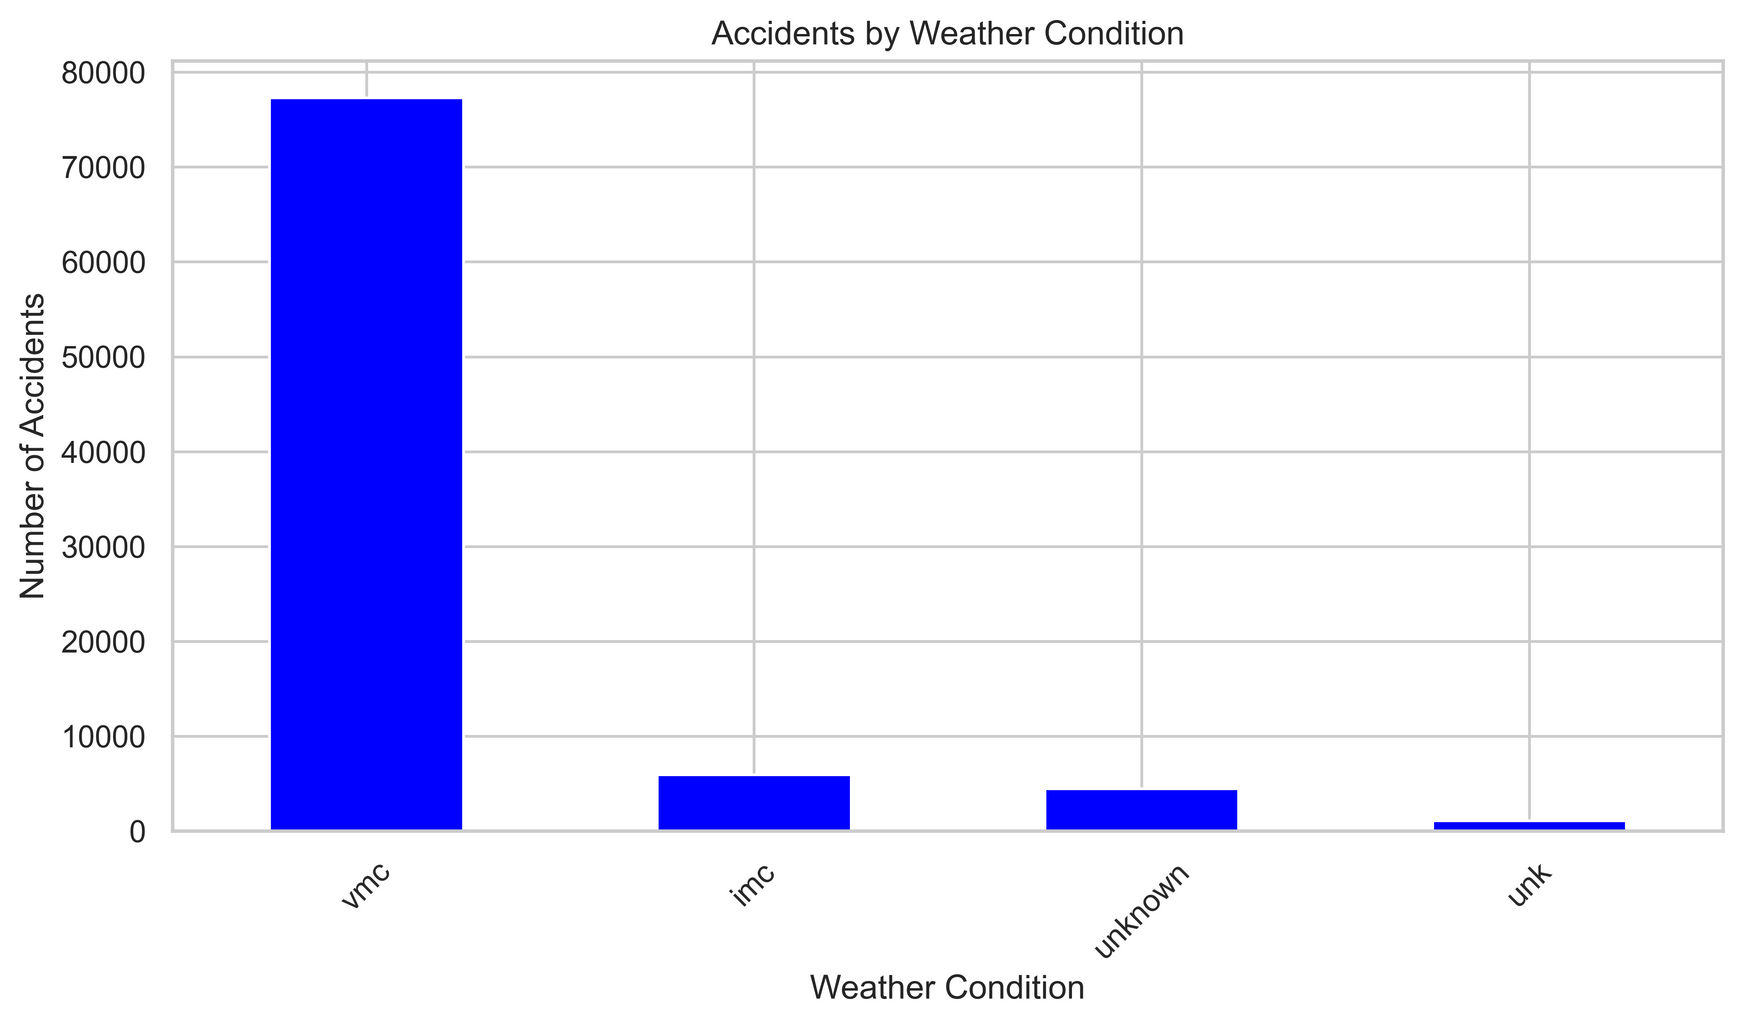 Accidents by Weather Condition
80000
70000
60000
50000
40000
30000
20000
10000
0
Number of Accidents
vmc
imc
unknown
unk
Weather Condition